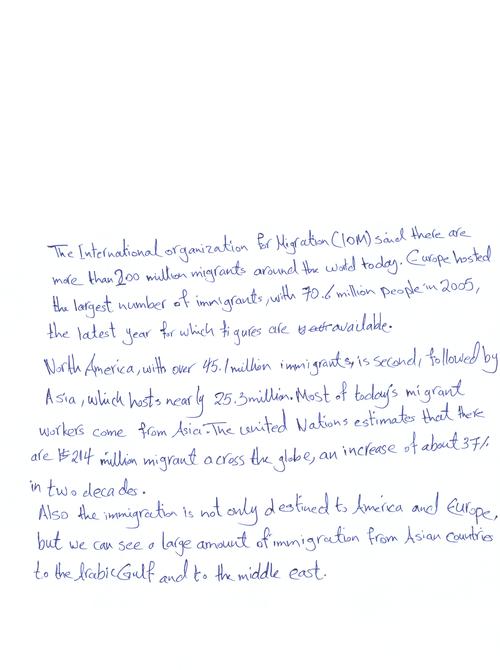 The International organization for Migration (IOM) said there are
more than 200 million migrants around the world today. Europe hosted
the largest number of immigrants, with 70.6 million people in 2005,
the latest year for which figures are available.
North America, with over 45.1 million immigrants, is second, followed by
Asia, which hosts nearly 25.3 million. Most of today's migrant
workers come from Asia. The united Nations estimates that there
are 214 million migrant across the globe, an increase of about 37%
in two decades.
Also the immigration is not only destined to America and Europe,
but we can see a large amount of immigration from Asian countries
to the Arabic Gulf and to the middle east.